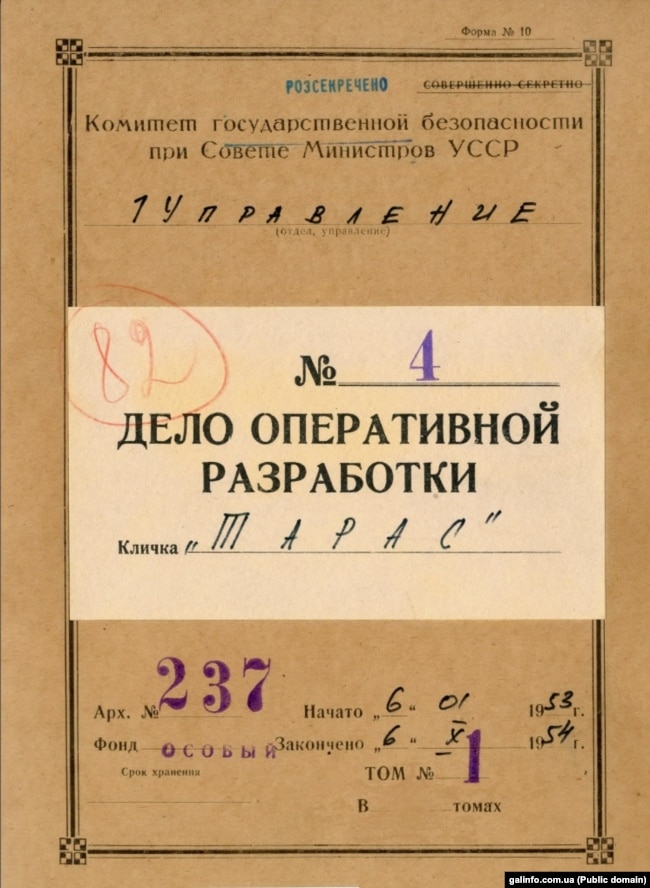 Форма № 10
РОЗСЕКРЕЧЕНО СОВЕРШЕННО СЕКРЕТНО
Комитет государственной безопасности
при Совете Министров УССР
1 УПРАВЛЕНИЕ
(отдел, управление)
82
№ 4
ДЕЛО ОПЕРАТИВНОЙ
РАЗРАБОТКИ
Кличка „ТАРАС"
Арх. № 237
Начато „6" 01 1953 г.
Фонд ОСОБЫЙ
Закончено „6" X 1954 г.
Срок хранения
ТОМ № 1
В томах
galinfo.com.ua (Public domain)